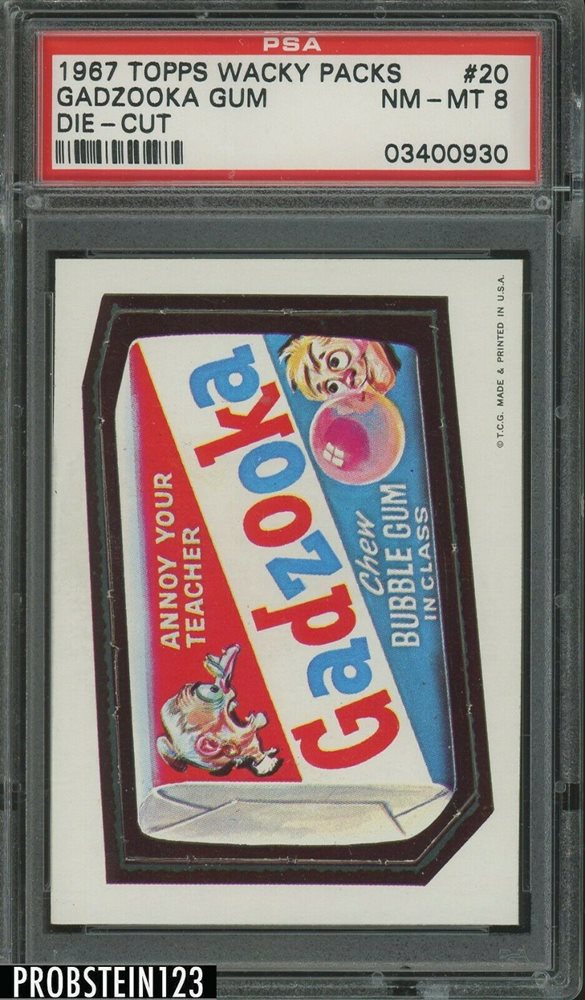 PSA
1967 TOPPS WACKY PACKS #20
GADZOOKA GUM NM-MT 8
DIE-CUT
03400930
© T.C.G. MADE & PRINTED IN U.S.A.
ANNOY YOUR
TEACHER
Gadzooka
Chew
BUBBLE GUM
IN CLASS
PROBSTEIN123